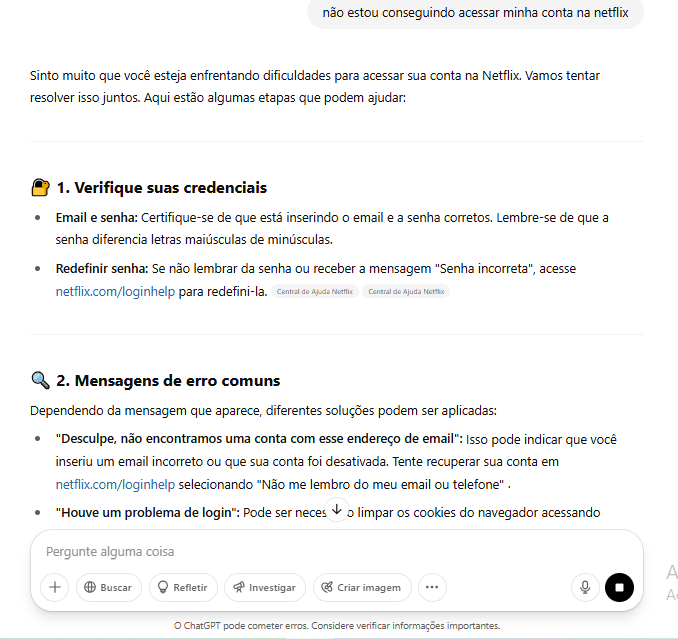 não estou conseguindo acessar minha conta na netflix
Sinto muito que você esteja enfrentando dificuldades para acessar sua conta na Netflix. Vamos tentar
resolver isso juntos. Aqui estão algumas etapas que podem ajudar:
1. Verifique suas credenciais
Email e senha: Certifique-se de que está inserindo o email e a senha corretos. Lembre-se de que a
senha diferencia letras maiúsculas de minúsculas.
Redefinir senha: Se não lembrar da senha ou receber a mensagem "Senha incorreta", acesse
netflix.com/loginhelp para redefini-la. Central de Ajuda Netflix Central de Ajuda Netflix
2. Mensagens de erro comuns
Dependendo da mensagem que aparece, diferentes soluções podem ser aplicadas:
"Desculpe, não encontramos uma conta com esse endereço de email": Isso pode indicar que você
inseriu um email incorreto ou que sua conta foi desativada. Tente recuperar sua conta em
netflix.com/loginhelp selecionando "Não me lembro do meu email ou telefone" .
"Houve um problema de login": Pode ser limpar os cookies do navegador acessando
Pergunte alguma coisa
Buscar Refletir Investigar Criar imagem
O ChatGPT pode cometer erros. Considere verificar informações importantes.